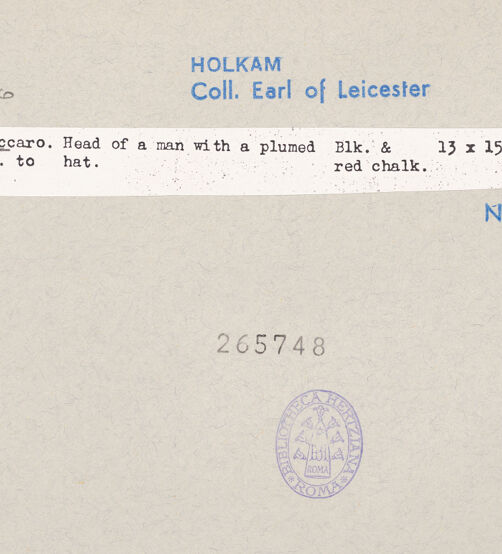 HOLKAM
Coll. Earl of Leicester
ccaro. Head of a man with a plumed Blk. & 13 x 15
. to hat. red chalk.
N
265748
BIBLIOTHECA HERTZIANA
ROMA
* ROMA *